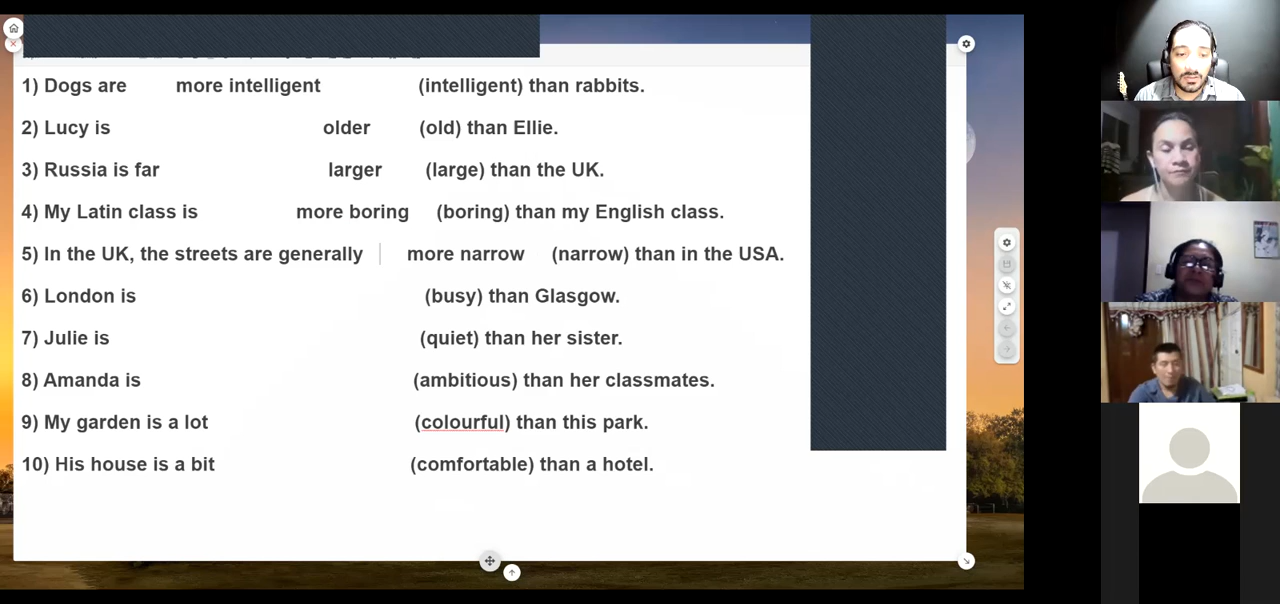 1) Dogs are more intelligent (intelligent) than rabbits.
2) Lucy is older (old) than Ellie.
3) Russia is far larger (large) than the UK.
4) My Latin class is more boring (boring) than my English class.
5) In the UK, the streets are generally more narrow (narrow) than in the USA.
6) London is (busy) than Glasgow.
7) Julie is (quiet) than her sister.
8) Amanda is (ambitious) than her classmates.
9) My garden is a lot (colourful) than this park.
10) His house is a bit (comfortable) than a hotel.